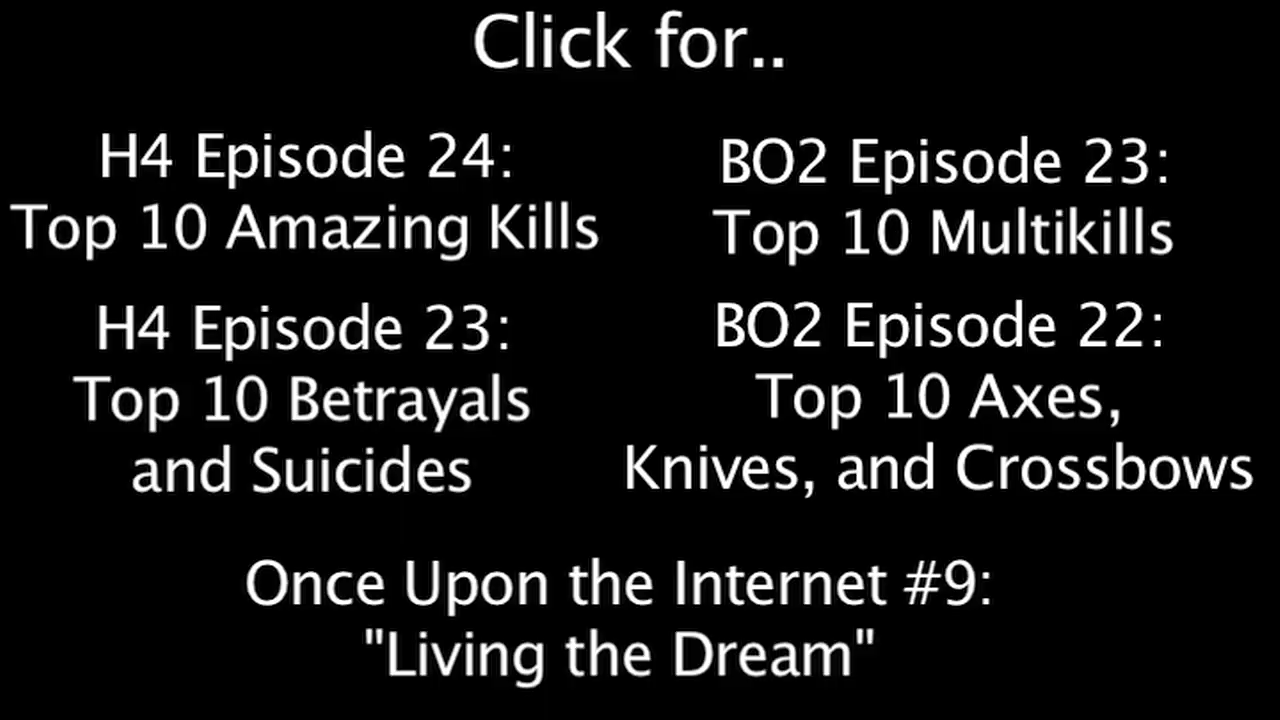 Click for..
H4 Episode 24:
Top 10 Amazing Kills
BO2 Episode 23:
Top 10 Multikills
H4 Episode 23:
Top 10 Betrayals
and Suicides
BO2 Episode 22:
Top 10 Axes,
Knives, and Crossbows
Once Upon the Internet #9:
"Living the Dream"